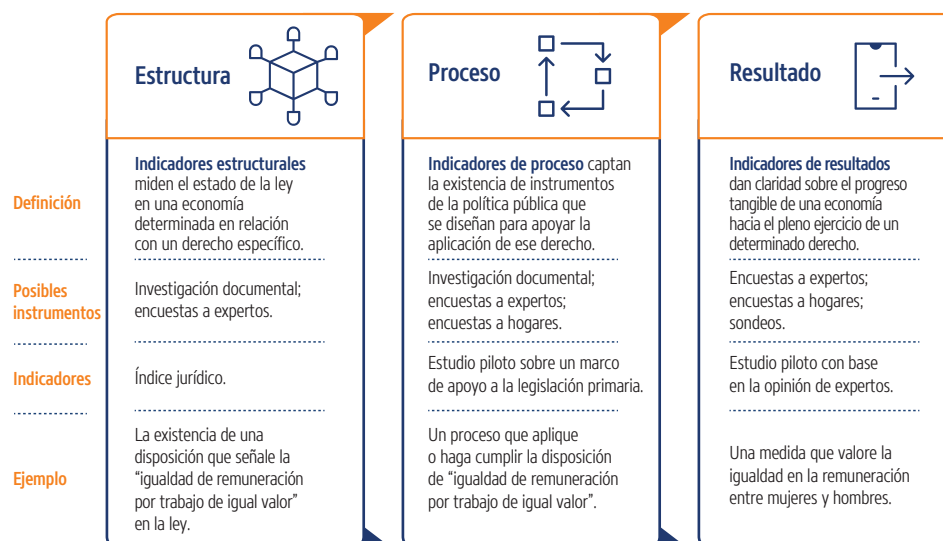 Estructura
Proceso
Resultado
Definición
Indicadores estructurales
miden el estado de la ley
en una economía
determinada en relación
con un derecho específico.
Indicadores de proceso captan
la existencia de instrumentos
de la política pública que
se diseñan para apoyar la
aplicación de ese derecho.
Indicadores de resultados
dan claridad sobre el progreso
tangible de una economía
hacia el pleno ejercicio de un
determinado derecho.
Posibles
instrumentos
Investigación documental;
encuestas a expertos.
Investigación documental;
encuestas a expertos;
encuestas a hogares.
Encuestas a expertos;
encuestas a hogares;
sondeos.
Indicadores
Índice jurídico.
Estudio piloto sobre un marco
de apoyo a la legislación primaria.
Estudio piloto con base
en la opinión de expertos.
Ejemplo
La existencia de una
disposición que señale la
“igualdad de remuneración
por trabajo de igual valor”
en la ley.
Un proceso que aplique
o haga cumplir la disposición
de “igualdad de remuneración
por trabajo de igual valor”.
Una medida que valore la
igualdad en la remuneración
entre mujeres y hombres.